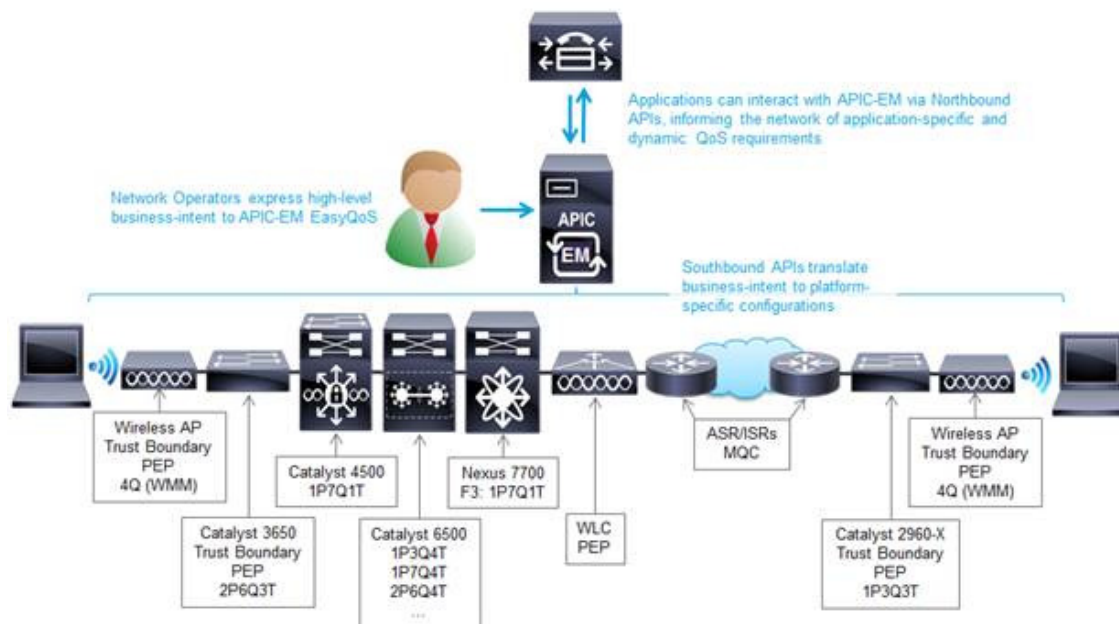 Applications can interact with APIC-EM via Northbound
APIs, informing the network of application-specific and
dynamic QoS requirements
Network Operators express high-level
business-intent to APIC-EM EasyQoS
APIC
EM
Southbound APIs translate
business-intent to platform-
specific configurations
Wireless AP
Trust Boundary
PEP
4Q (WMM)
Catalyst 3650
Trust Boundary
PEP
2P6Q3T
Catalyst 4500
1P7Q1T
Catalyst 6500
1P3Q4T
1P7Q4T
2P6Q4T
...
Nexus 7700
F3: 1P7Q1T
WLC
PEP
ASR/ISRs
MQC
Catalyst 2960-X
Trust Boundary
PEP
1P3Q3T
Wireless AP
Trust Boundary
PEP
4Q (WMM)